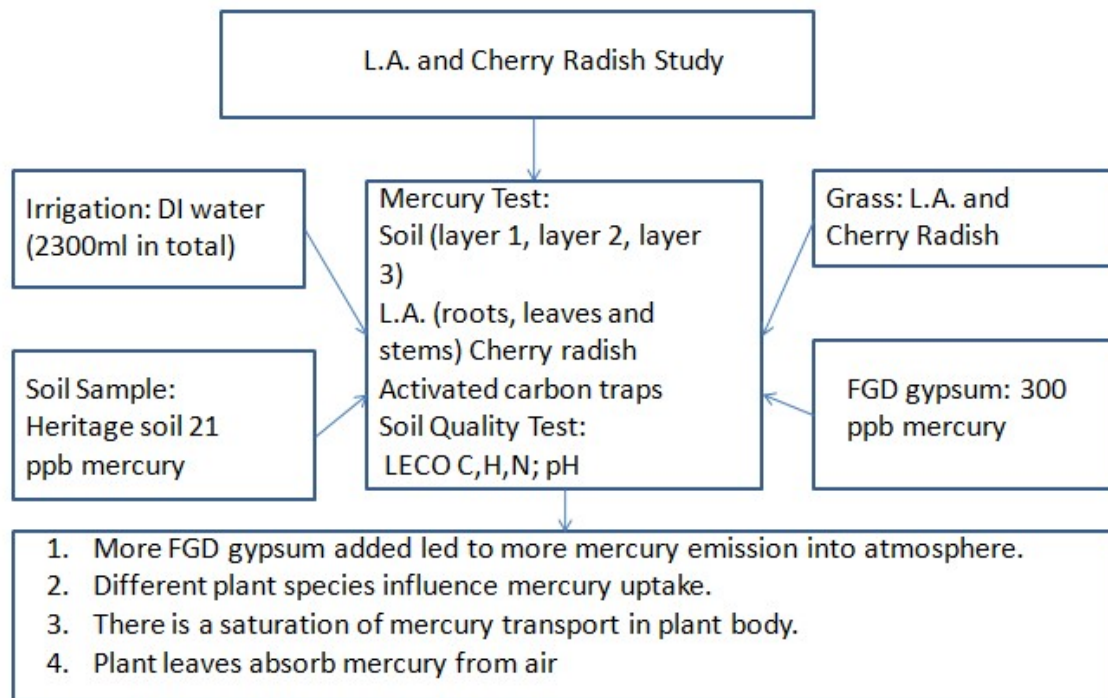 L.A. and Cherry Radish Study
Irrigation: DI water
(2300ml in total)
Mercury Test:
Soil (layer 1, layer 2, layer
3)
L.A. (roots, leaves and
stems) Cherry radish
Activated carbon traps
Soil Quality Test:
LECO C,H,N; pH
Grass: L.A. and
Cherry Radish
Soil Sample:
Heritage soil 21
ppb mercury
FGD gypsum: 300
ppb mercury
1. More FGD gypsum added led to more mercury emission into atmosphere.
2. Different plant species influence mercury uptake.
3. There is a saturation of mercury transport in plant body.
4. Plant leaves absorb mercury from air